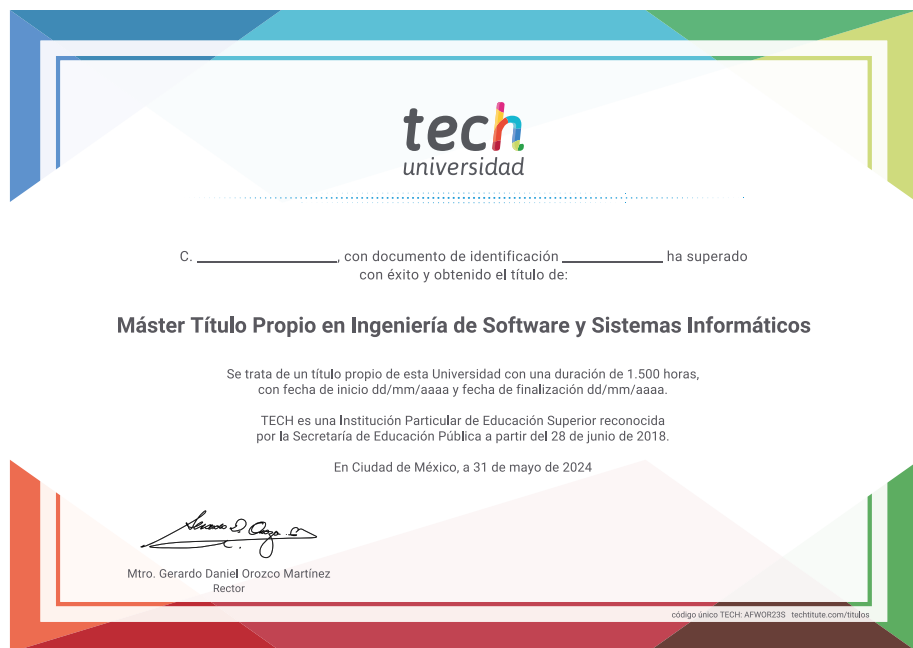 tech
universidad
C. ____________________, con documento de identificación ______________ ha superado
con éxito y obtenido el título de:
Máster Título Propio en Ingeniería de Software y Sistemas Informáticos
Se trata de un título propio de esta Universidad con una duración de 1.500 horas,
con fecha de inicio dd/mm/aaaa y fecha de finalización dd/mm/aaaa.
TECH es una Institución Particular de Educación Superior reconocida
por la Secretaría de Educación Pública a partir del 28 de junio de 2018.
En Ciudad de México, a 31 de mayo de 2024
Mtro. Gerardo Daniel Orozco Martínez
Rector
código único TECH: AFWOR23S techtitute.com/titulos